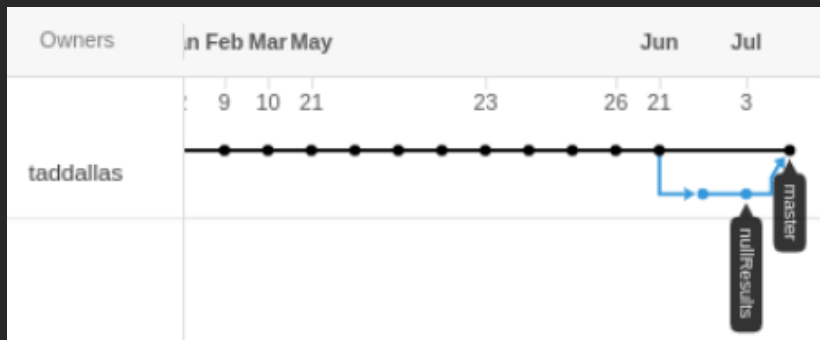 Owners
n Feb Mar May Jun Jul
9 10 21 23 26 21 3
taddallas
master
nullResults